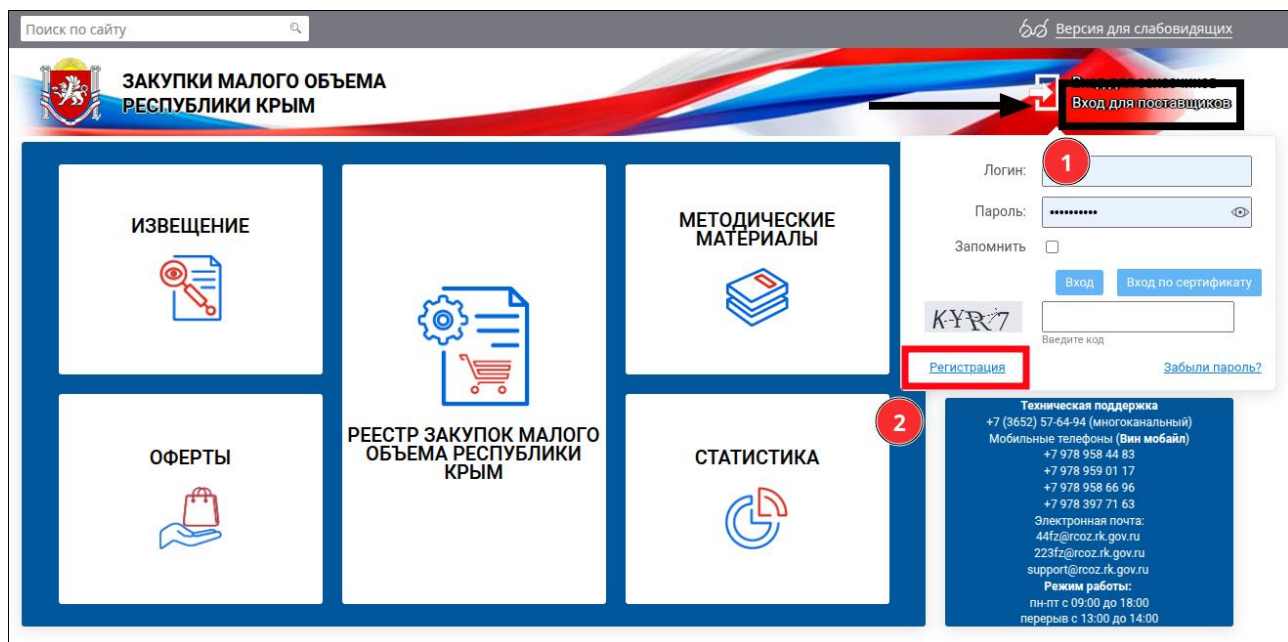 Поиск по сайту
Версия для слабовидящих
ЗАКУПКИ МАЛОГО ОБЪЕМА
РЕСПУБЛИКИ КРЫМ
Вход для заказчиков
Вход для поставщиков
1
Логин:
Пароль:
Запомнить
Вход
Вход по сертификату
KYR7
Введите код
Регистрация
Забыли пароль?
2
ИЗВЕЩЕНИЕ
ОФЕРТЫ
РЕЕСТР ЗАКУПОК МАЛОГО
ОБЪЕМА РЕСПУБЛИКИ
КРЫМ
МЕТОДИЧЕСКИЕ
МАТЕРИАЛЫ
СТАТИСТИКА
Техническая поддержка
+7 (3652) 57-64-94 (многоканальный)
Мобильные телефоны (Вин мобайл)
+7 978 958 44 83
+7 978 959 01 17
+7 978 958 66 96
+7 978 397 71 63
Электронная почта:
44fz@rcoz.rk.gov.ru
223fz@rcoz.rk.gov.ru
support@rcoz.rk.gov.ru
Режим работы:
пн-пт с 09:00 до 18:00
перерыв с 13:00 до 14:00